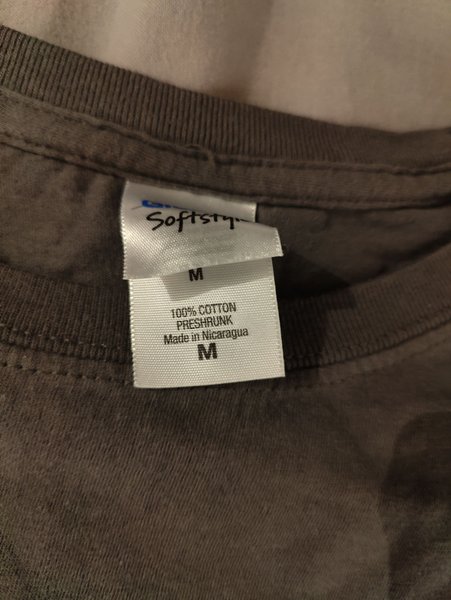 Softstyle
M
100% COTTON
PRESHRUNK
Made in Nicaragua
M